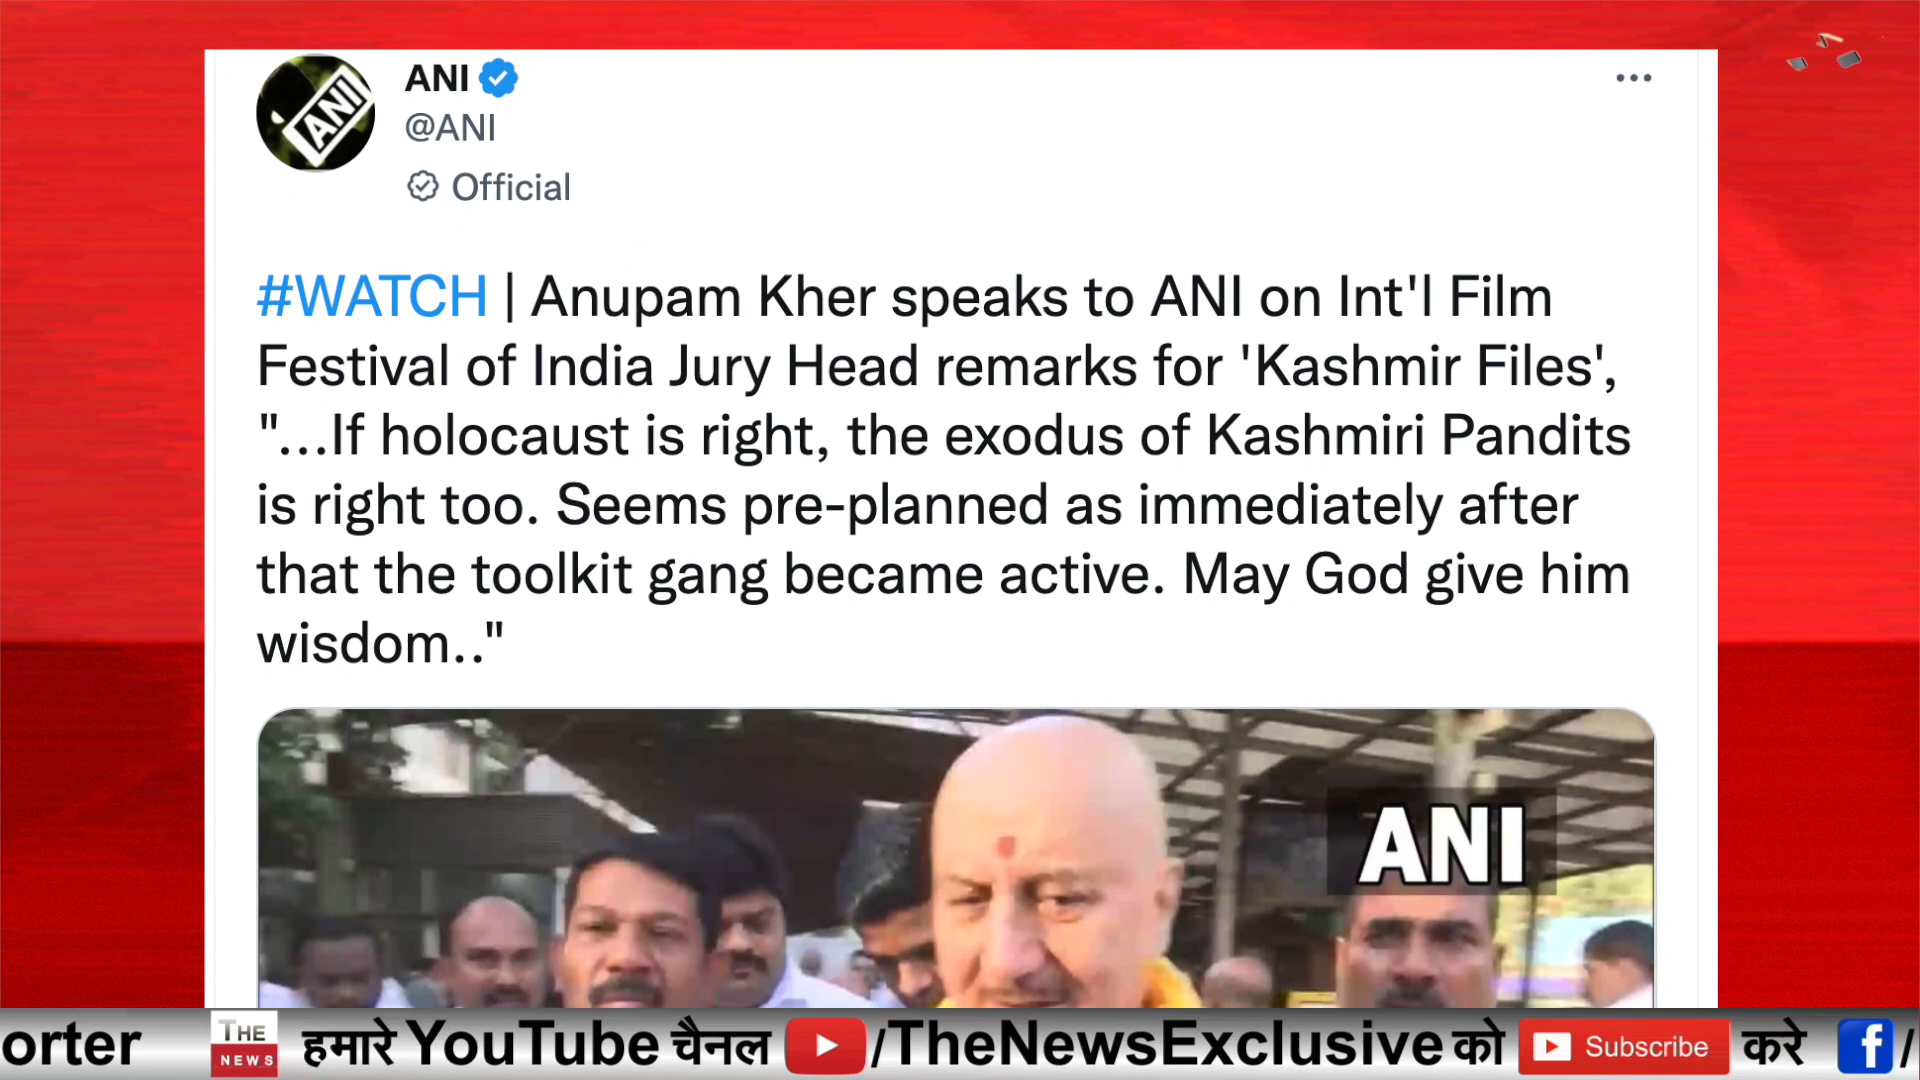 ANI
ANI
@ANI
Official
#WATCH | Anupam Kher speaks to ANI on Int'l Film
Festival of India Jury Head remarks for 'Kashmir Files',
"...If holocaust is right, the exodus of Kashmiri Pandits
is right too. Seems pre-planned as immediately after
that the toolkit gang became active. May God give him
wisdom.."
ANI
orter THE NEWS हमारे YouTube चैनल /TheNewsExclusive को Subscribe करे f /